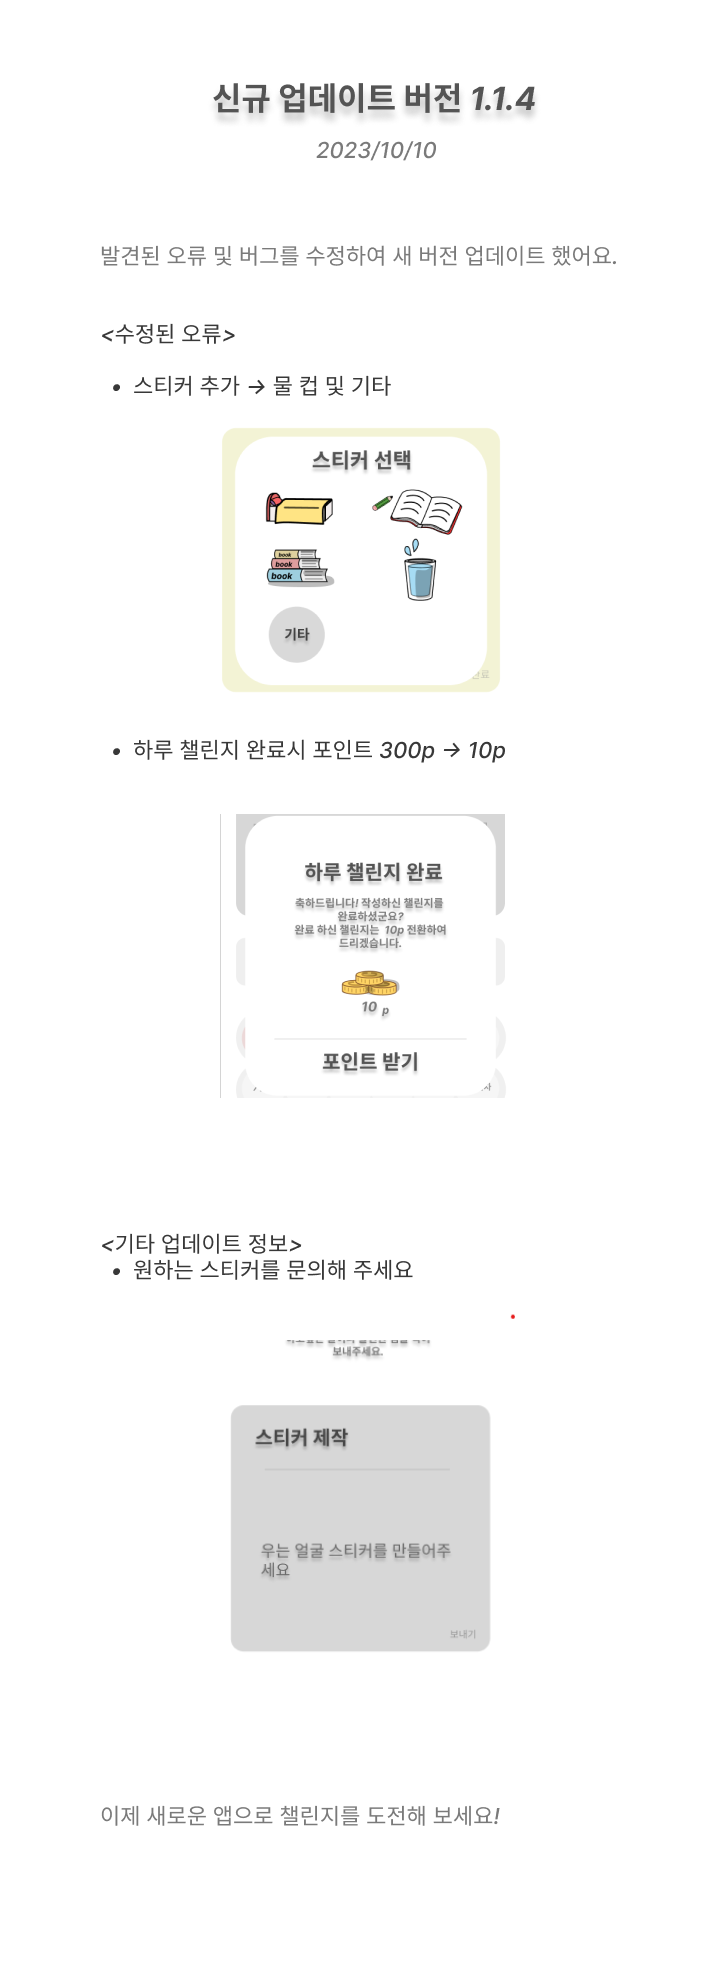 신규 업데이트 버전 1.1.4
2023/10/10
발견된 오류 및 버그를 수정하여 새 버전 업데이트 했어요.
<수정된 오류>
• 스티커 추가 → 물 컵 및 기타
스티커 선택
book
book
book
기타
완료
• 하루 챌린지 완료시 포인트 300p → 10p
하루 챌린지 완료
축하드립니다! 작성하신 챌린지를
완료하셨군요?
완료 하신 챌린지는 10p 전환하여
드리겠습니다.
10 p
포인트 받기
<기타 업데이트 정보>
• 원하는 스티커를 문의해 주세요
보내주세요.
스티커 제작
우는 얼굴 스티커를 만들어주
세요
보내기
이제 새로운 앱으로 챌린지를 도전해 보세요!